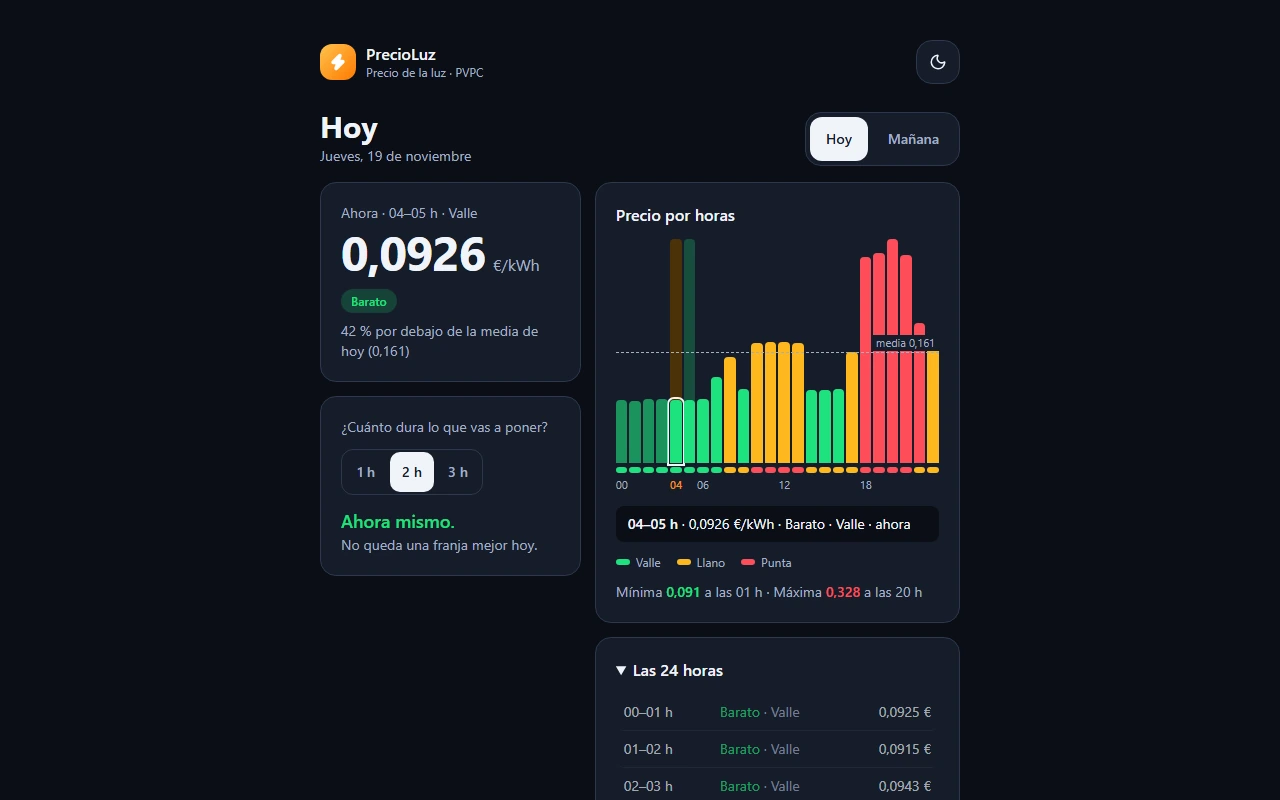 PrecioLuz
Precio de la luz · PVPC
Hoy
Jueves, 19 de noviembre
Hoy
Mañana
Ahora · 04–05 h · Valle
0,0926 €/kWh
Barato
42 % por debajo de la media de
hoy (0,161)
¿Cuánto dura lo que vas a poner?
1 h
2 h
3 h
Ahora mismo.
No queda una franja mejor hoy.
Precio por horas
media 0,161
00
04
06
12
18
04–05 h · 0,0926 €/kWh · Barato · Valle · ahora
Valle
Llano
Punta
Mínima 0,091 a las 01 h · Máxima 0,328 a las 20 h
Las 24 horas
00–01 h Barato · Valle 0,0925 €
01–02 h Barato · Valle 0,0915 €
02–03 h Barato · Valle 0,0943 €